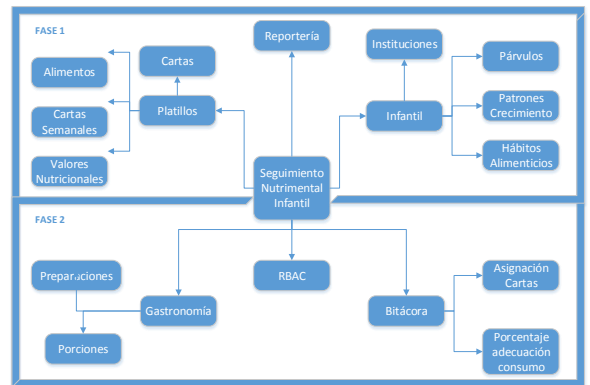 FASE 1
Reportería
Instituciones
Cartas
Párvulos
Alimentos
Patrones
Crecimiento
Platillos
Infantil
Cartas
Semanales
Hábitos
Alimenticios
Valores
Nutricionales
Seguimiento
Nutrimental
Infantil
FASE 2
Preparaciones
RBAC
Asignación
Cartas
Gastronomía
Bitácora
Porciones
Porcentaje
adecuación
consumo